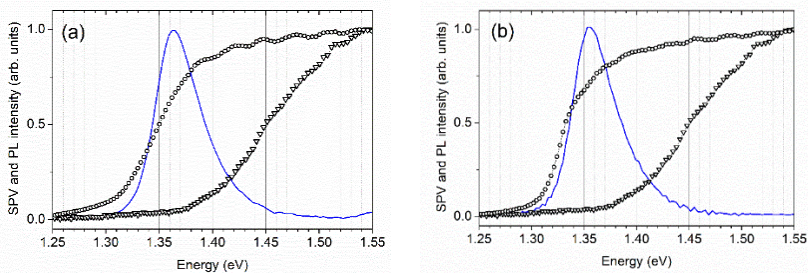 (a)
SPV and PL intensity (arb. units)
1.0
0.5
0.0
1.25 1.30 1.35 1.40 1.45 1.50 1.55
Energy (eV)
(b)
SPV and PL intensity (arb. units)
1.0
0.5
0.0
1.25 1.30 1.35 1.40 1.45 1.50 1.55
Energy (eV)